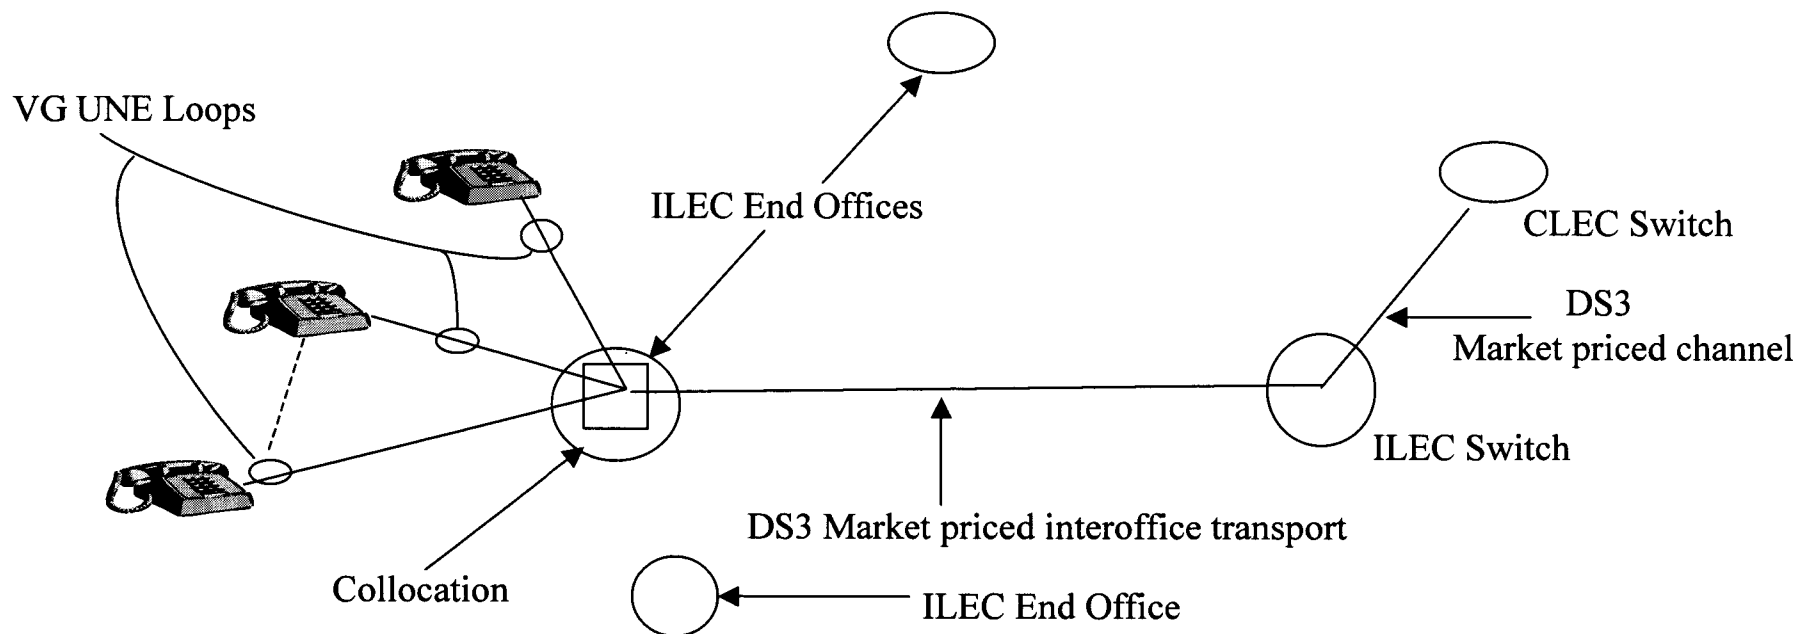 VG UNE Loops
ILEC End Offices
CLEC Switch
DS3
Market priced channel
ILEC Switch
DS3 Market priced interoffice transport
Collocation
ILEC End Office